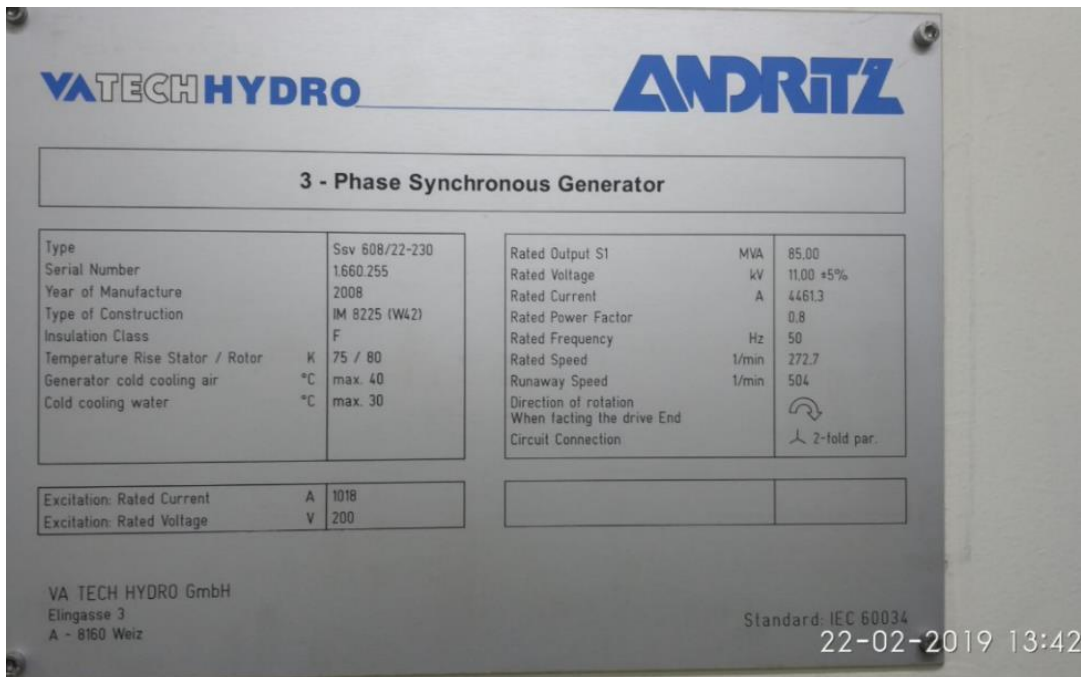 VATECH HYDRO
ANDRITZ
3 - Phase Synchronous Generator
Type Ssv 608/22-230
Serial Number 1.660.255
Year of Manufacture 2008
Type of Construction IM 8225 (W42)
Insulation Class F
Temperature Rise Stator / Rotor K 75 / 80
Generator cold cooling air °C max. 40
Cold cooling water °C max. 30
Rated Output S1 MVA 85,00
Rated Voltage kV 11,00 ±5%
Rated Current A 4461,3
Rated Power Factor 0,8
Rated Frequency Hz 50
Rated Speed 1/min 272,7
Runaway Speed 1/min 504
Direction of rotation
When facting the drive End
Circuit Connection 2-fold par.
Excitation: Rated Current A 1018
Excitation: Rated Voltage V 200
VA TECH HYDRO GmbH
Elingasse 3
A - 8160 Weiz
Standard: IEC 60034
22-02-2019 13:42